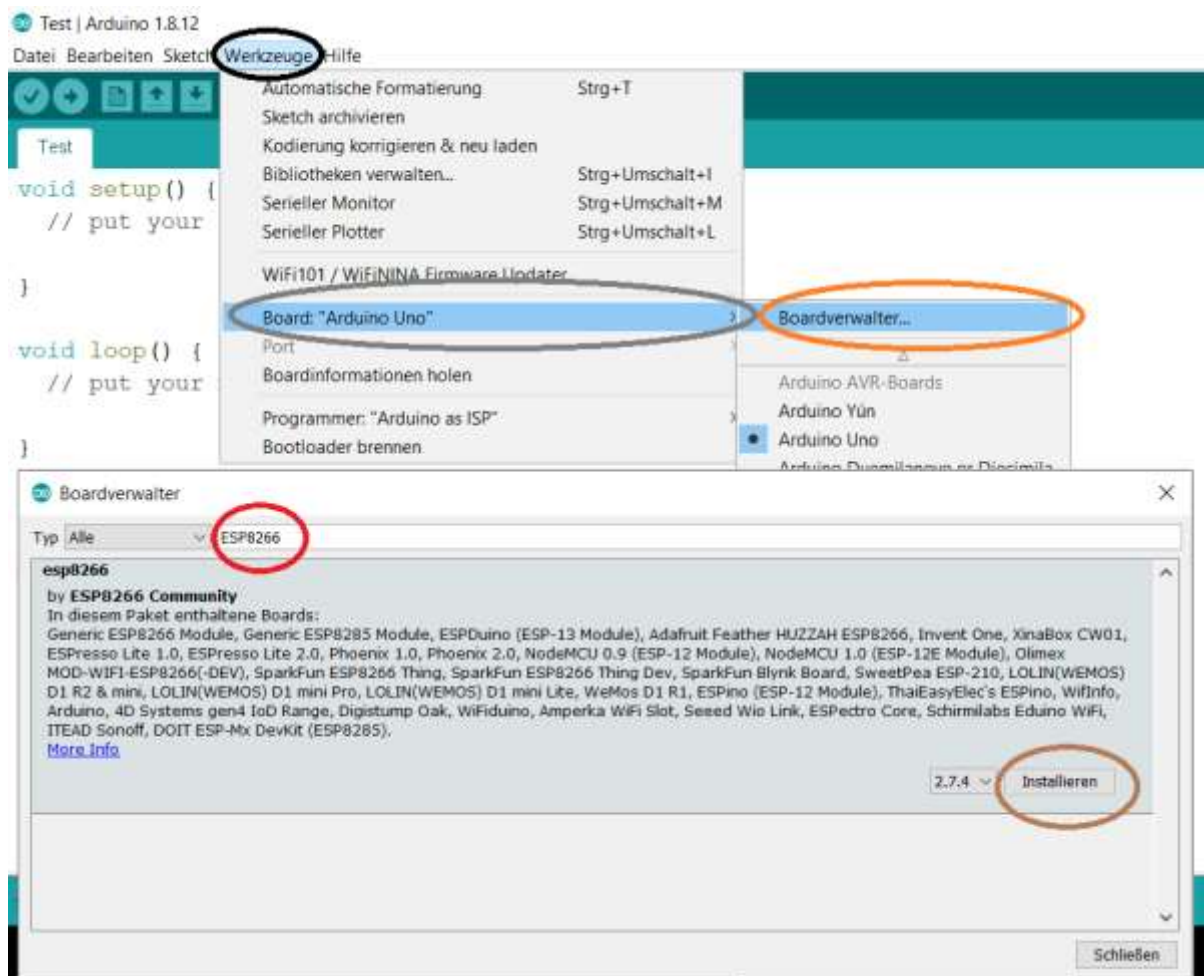 Test | Arduino 1.8.12
Datei Bearbeiten Sketch Werkzeuge Hilfe
Automatische Formatierung Strg+T
Sketch archivieren
Test
Kodierung korrigieren & neu laden
Bibliotheken verwalten... Strg+Umschalt+I
void setup() {
Serieller Monitor Strg+Umschalt+M
// put your
Serieller Plotter Strg+Umschalt+L
WiFi101 / WiFiNINA Firmware Updater
}
Board: "Arduino Uno" Boardverwalter...
Port
void loop() {
Boardinformationen holen
// put your
Arduino AVR-Boards
Programmer: "Arduino as ISP"
Arduino Yún
Bootloader brennen
Arduino Uno
}
Arduino Duemilanove or Diecimila
Boardverwalter
Typ Alle ESP8266
esp8266
by ESP8266 Community
In diesem Paket enthaltene Boards:
Generic ESP8266 Module, Generic ESP8285 Module, ESPDuino (ESP-13 Module), Adafruit Feather HUZZAH ESP8266, Invent One, XinaBox CW01,
ESPresso Lite 1.0, ESPresso Lite 2.0, Phoenix 1.0, Phoenix 2.0, NodeMCU 0.9 (ESP-12 Module), NodeMCU 1.0 (ESP-12E Module), Olimex
MOD-WIFI-ESP8266(-DEV), SparkFun ESP8266 Thing, SparkFun ESP8266 Thing Dev, SparkFun Blynk Board, SweetPea ESP-210, LOLIN(WEMOS)
D1 R2 & mini, LOLIN(WEMOS) D1 mini Pro, LOLIN(WEMOS) D1 mini Lite, WeMos D1 R1, ESPino (ESP-12 Module), ThaiEasyElec's ESPino, WifInfo,
Arduino, 4D Systems gen4 IoD Range, Digistump Oak, WiFiduino, Amperka WiFi Slot, Seeed Wio Link, ESPectro Core, Schirmilabs Eduino WiFi,
ITEAD Sonoff, DOIT ESP-Mx DevKit (ESP8285).
More Info
2.7.4 Installieren
Schließen